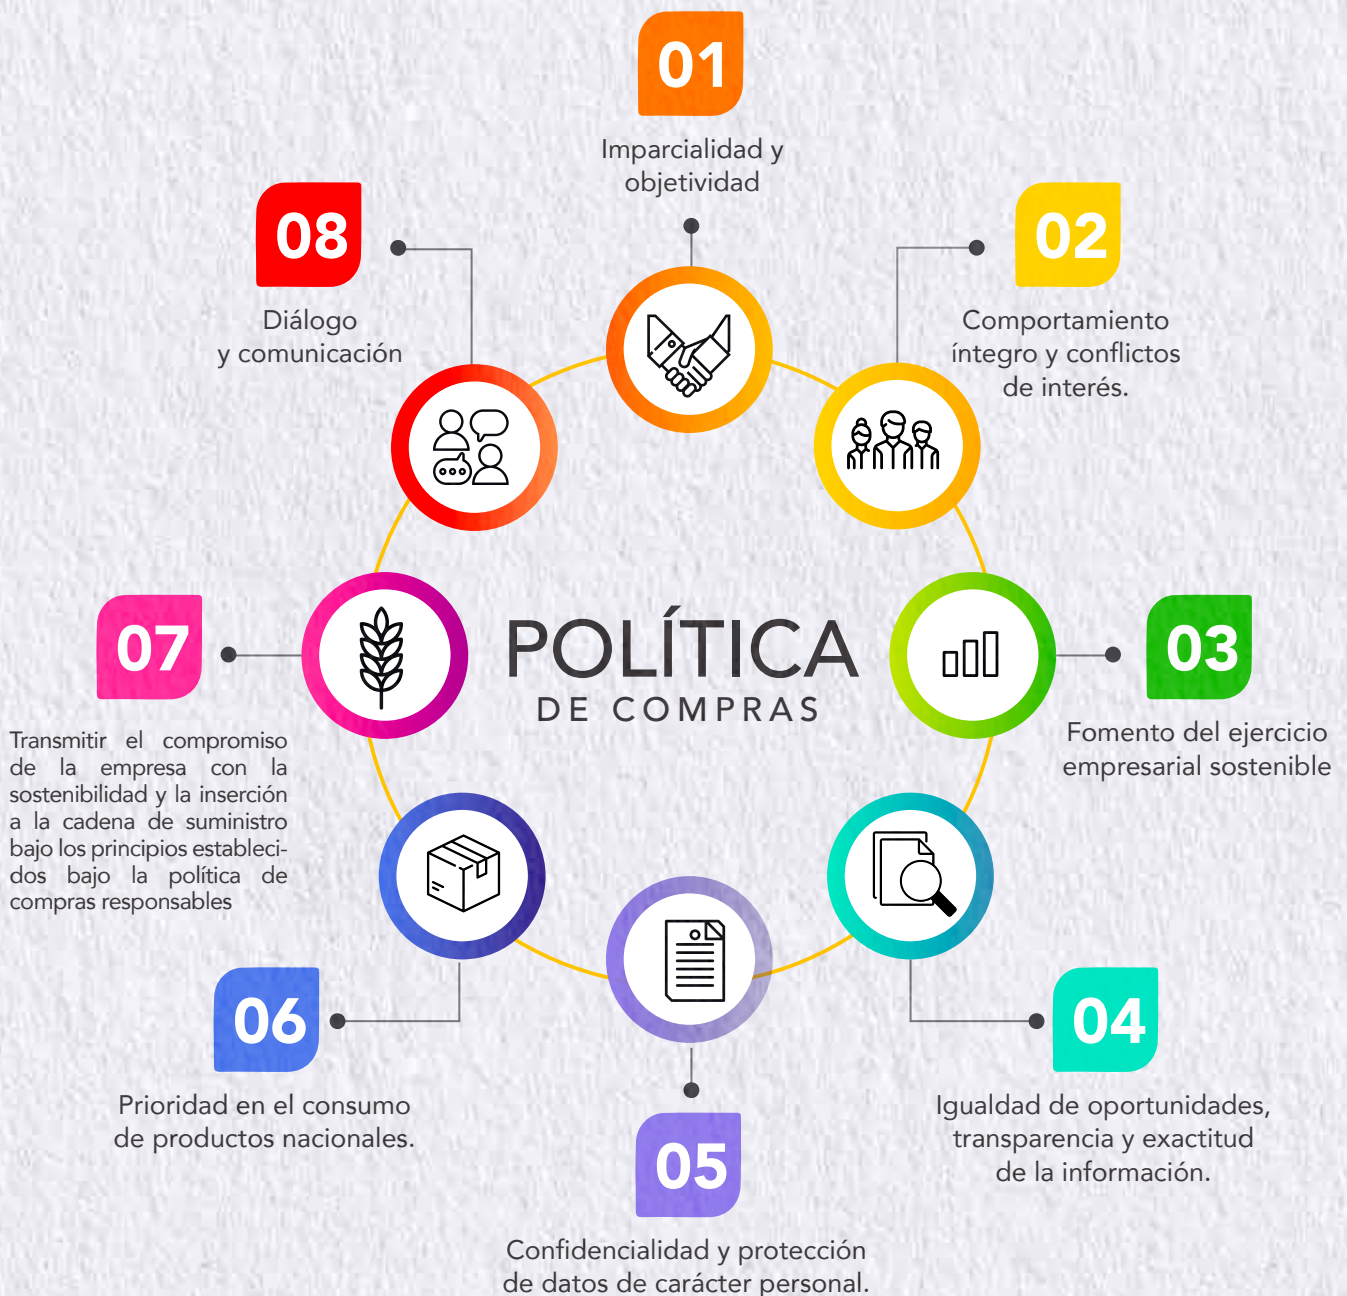 01
Imparcialidad y
objetividad
02
Comportamiento
íntegro y conflictos
de interés.
03
Fomento del ejercicio
empresarial sostenible
04
Igualdad de oportunidades,
transparencia y exactitud
de la información.
05
Confidencialidad y protección
de datos de carácter personal.
06
Prioridad en el consumo
de productos nacionales.
07
Transmitir el compromiso
de la empresa con la
sostenibilidad y la inserción
a la cadena de suministro
bajo los principios estableci-
dos bajo la política de
compras responsables
08
Diálogo
y comunicación
POLÍTICA
DE COMPRAS